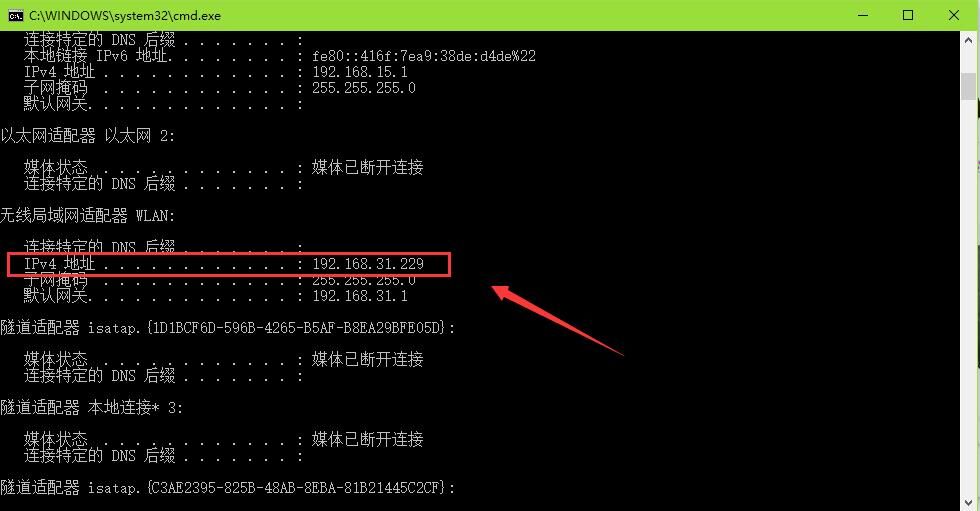 C:\WINDOWS\system32\cmd.exe
连接特定的 DNS 后缀 . . . . . . . :
本地链接 IPv6 地址. . . . . . . . : fe80::416f:7ea9:38de:d4de%22
IPv4 地址 . . . . . . . . . . . . : 192.168.15.1
子网掩码  . . . . . . . . . . . . : 255.255.255.0
默认网关. . . . . . . . . . . . . :
以太网适配器 以太网 2:
媒体状态  . . . . . . . . . . . . : 媒体已断开连接
连接特定的 DNS 后缀 . . . . . . . :
无线局域网适配器 WLAN:
连接特定的 DNS 后缀 . . . . . . . :
IPv4 地址 . . . . . . . . . . . . : 192.168.31.229
子网掩码  . . . . . . . . . . . . : 255.255.255.0
默认网关. . . . . . . . . . . . . : 192.168.31.1
隧道适配器 isatap.{1D1BCF6D-596B-4265-B5AF-B8EA29BFE05D}:
媒体状态  . . . . . . . . . . . . : 媒体已断开连接
连接特定的 DNS 后缀 . . . . . . . :
隧道适配器 本地连接* 3:
媒体状态  . . . . . . . . . . . . : 媒体已断开连接
连接特定的 DNS 后缀 . . . . . . . :
隧道适配器 isatap.{C3AE2395-825B-48AB-8EBA-81B21445C2CF}: